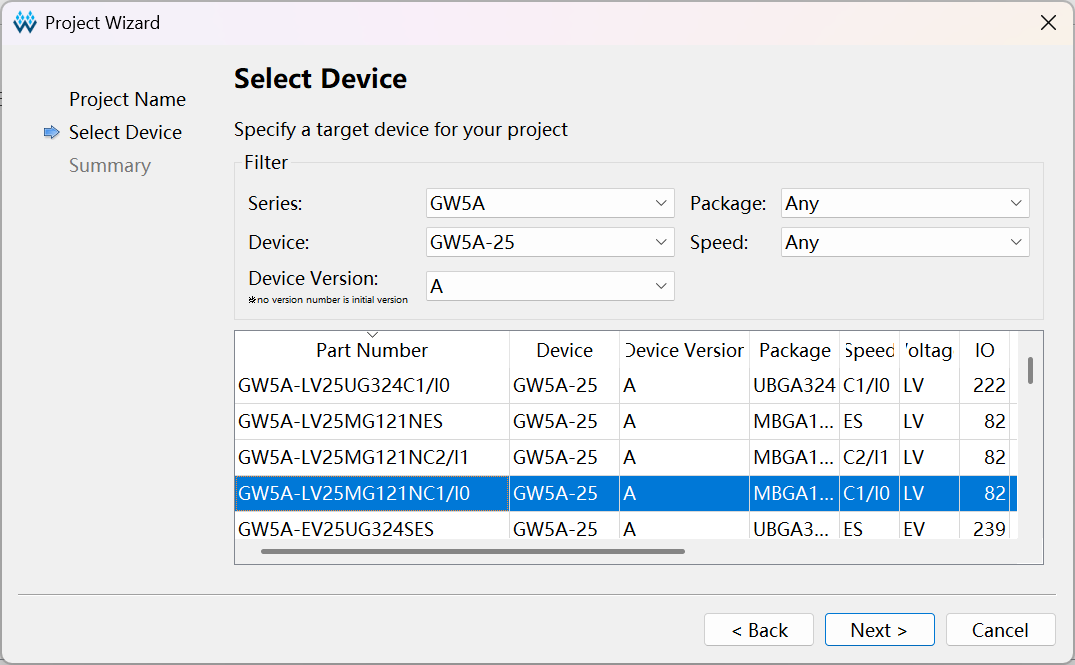 Project Wizard
Project Name
Select Device
Summary
Select Device
Specify a target device for your project
Filter
Series: GW5A Package: Any
Device: GW5A-25 Speed: Any
Device Version: A
※no version number is initial version
Part Number Device Device Version Package Speed Voltag IO
GW5A-LV25UG324C1/I0 GW5A-25 A UBGA324 C1/I0 LV 222
GW5A-LV25MG121NES GW5A-25 A MBGA1... ES LV 82
GW5A-LV25MG121NC2/I1 GW5A-25 A MBGA1... C2/I1 LV 82
GW5A-LV25MG121NC1/I0 GW5A-25 A MBGA1... C1/I0 LV 82
GW5A-EV25UG324SES GW5A-25 A UBGA3... ES EV 239
< Back Next > Cancel